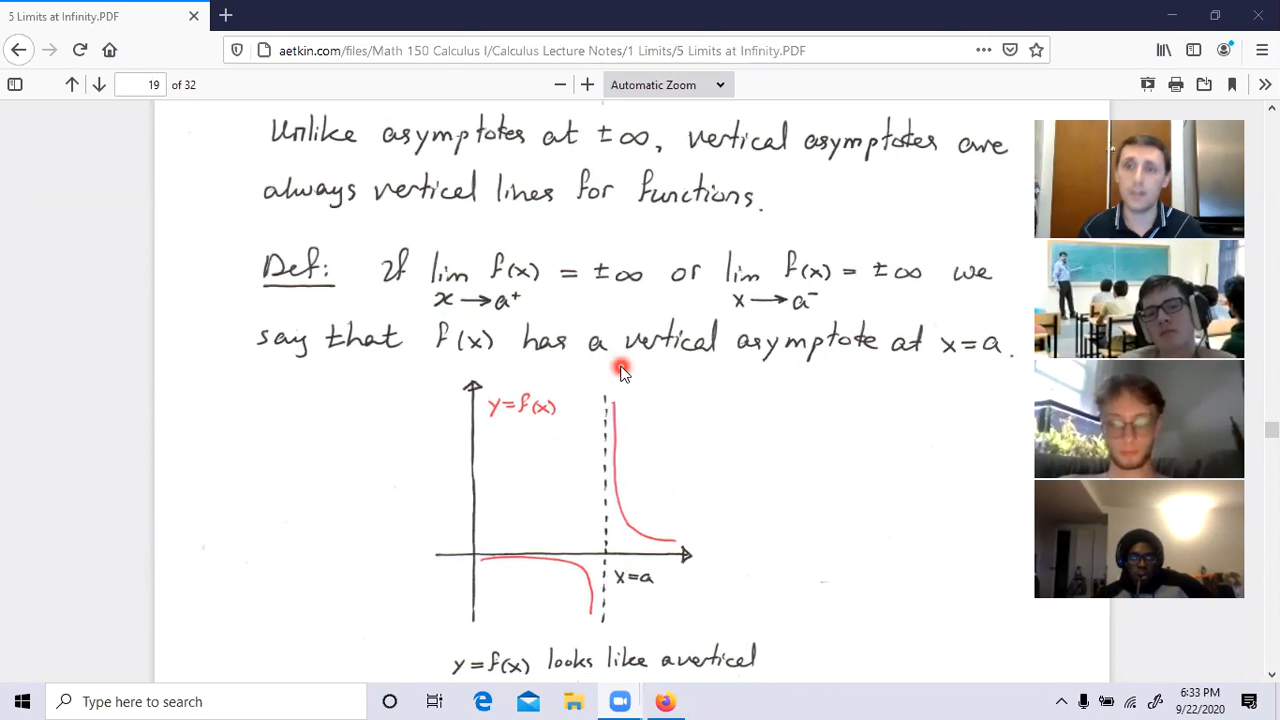 5 Limits at Infinity.PDF
aetkin.com/files/Math 150 Calculus I/Calculus Lecture Notes/1 Limits/5 Limits at Infinity.PDF
19 of 32
Automatic Zoom
Unlike asymptotes at ±∞, vertical asymptotes are
always vertical lines for functions.
Def: If lim f(x) = ±∞ or lim f(x) = ±∞ we
x→a⁺ x→a⁻
say that f(x) has a vertical asymptote at x=a.
y=f(x)
x=a
y=f(x) looks like a vertical
Type here to search
6:33 PM
9/22/2020